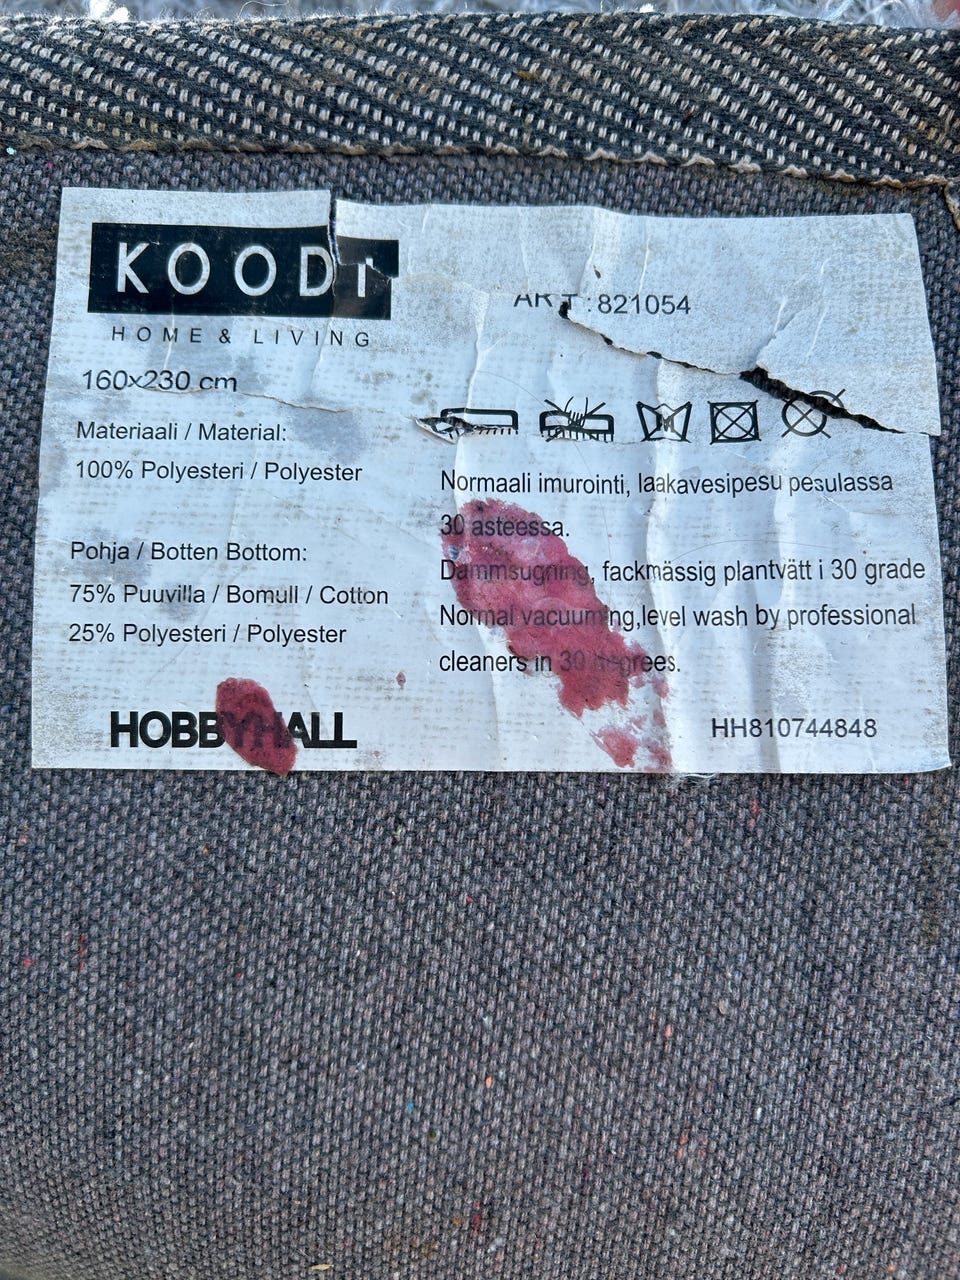 KOODI
HOME & LIVING
ART : 821054
160x230 cm
Materiaali / Material:
100% Polyesteri / Polyester
Pohja / Botten Bottom:
75% Puuvilla / Bomull / Cotton
25% Polyesteri / Polyester
HOBBYHALL
Normaali imurointi, laakavesipesu pesulassa
30 asteessa.
Dammsugning, fackmässig plantvätt i 30 grade
Normal vacuuming,level wash by professional
cleaners in 30 degrees.
HH810744848